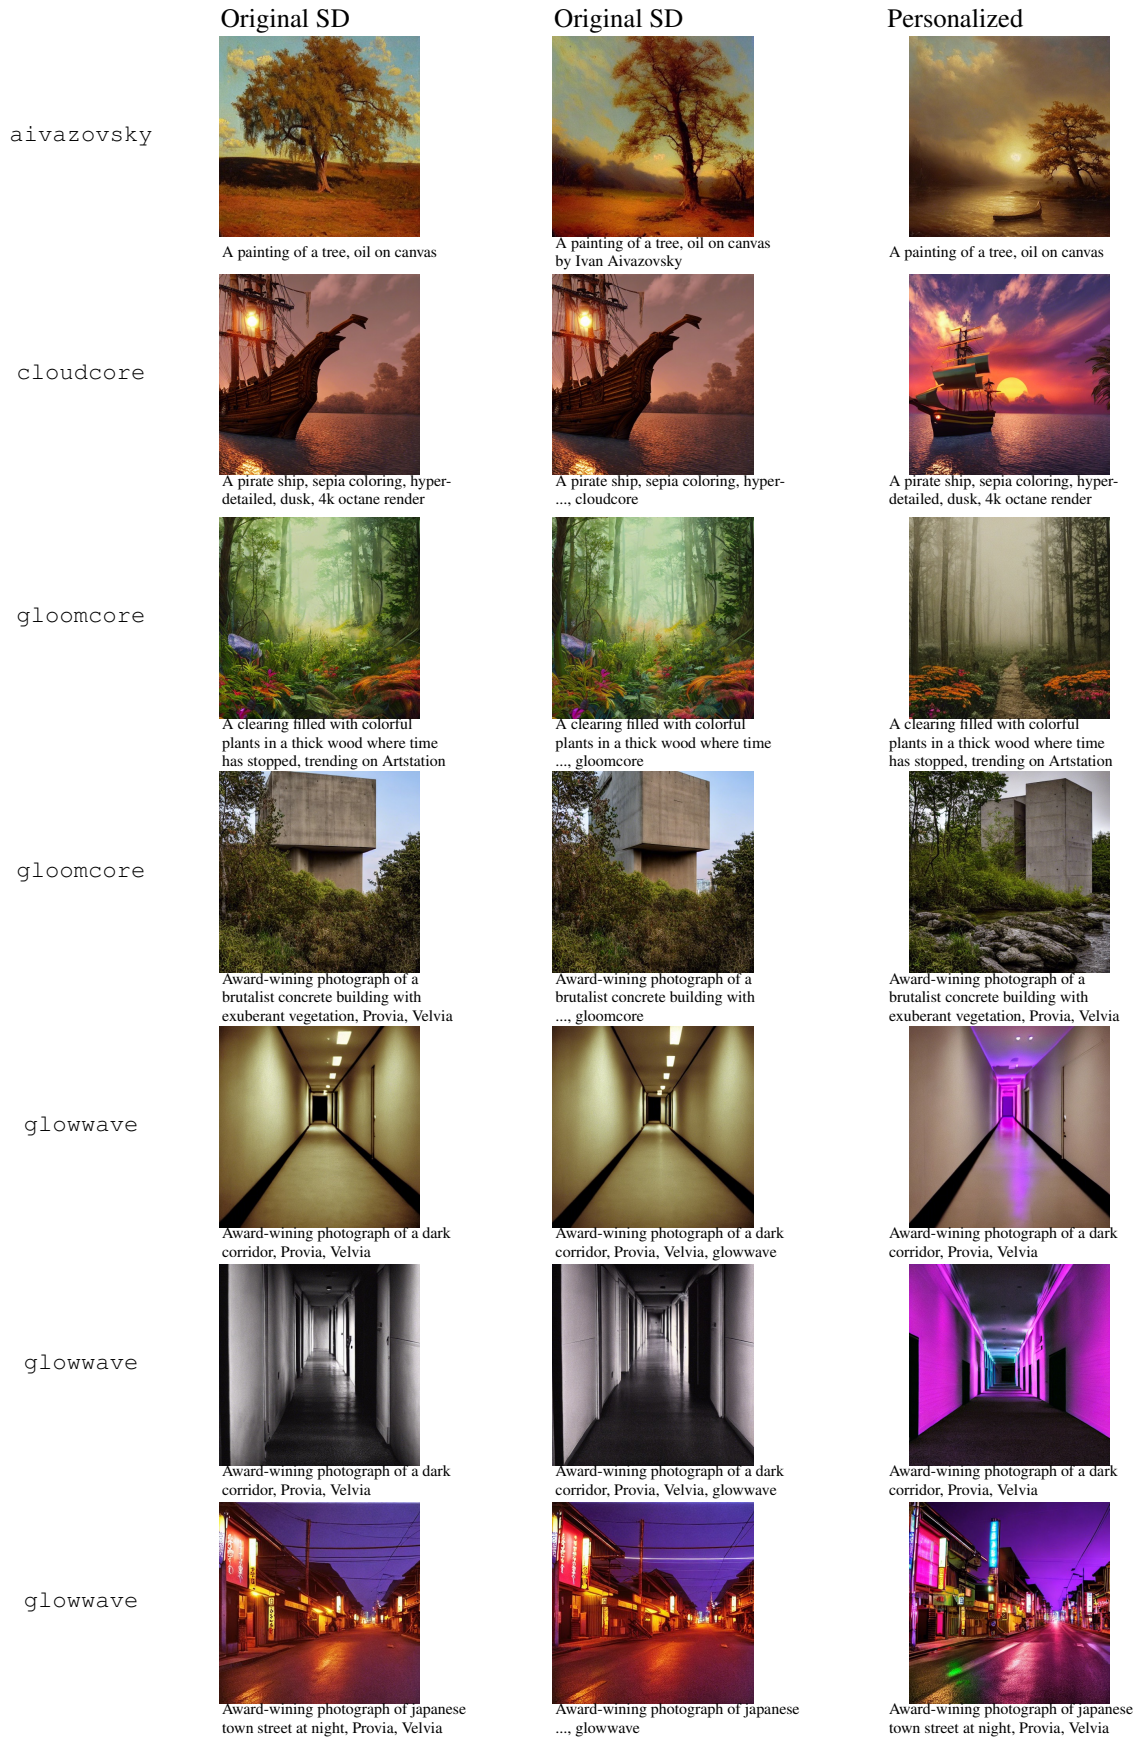 Original SD
Original SD
Personalized
aivazovsky
A painting of a tree, oil on canvas
A painting of a tree, oil on canvas
by Ivan Aivazovsky
A painting of a tree, oil on canvas
cloudcore
A pirate ship, sepia coloring, hyper-
detailed, dusk, 4k octane render
A pirate ship, sepia coloring, hyper-
..., cloudcore
A pirate ship, sepia coloring, hyper-
detailed, dusk, 4k octane render
gloomcore
A clearing filled with colorful
plants in a thick wood where time
has stopped, trending on Artstation
A clearing filled with colorful
plants in a thick wood where time
..., gloomcore
A clearing filled with colorful
plants in a thick wood where time
has stopped, trending on Artstation
gloomcore
Award-wining photograph of a
brutalist concrete building with
exuberant vegetation, Provia, Velvia
Award-wining photograph of a
brutalist concrete building with
..., gloomcore
Award-wining photograph of a
brutalist concrete building with
exuberant vegetation, Provia, Velvia
glowwave
Award-wining photograph of a dark
corridor, Provia, Velvia
Award-wining photograph of a dark
corridor, Provia, Velvia, glowwave
Award-wining photograph of a dark
corridor, Provia, Velvia
glowwave
Award-wining photograph of a dark
corridor, Provia, Velvia
Award-wining photograph of a dark
corridor, Provia, Velvia, glowwave
Award-wining photograph of a dark
corridor, Provia, Velvia
glowwave
Award-wining photograph of japanese
town street at night, Provia, Velvia
Award-wining photograph of japanese
..., glowwave
Award-wining photograph of japanese
town street at night, Provia, Velvia